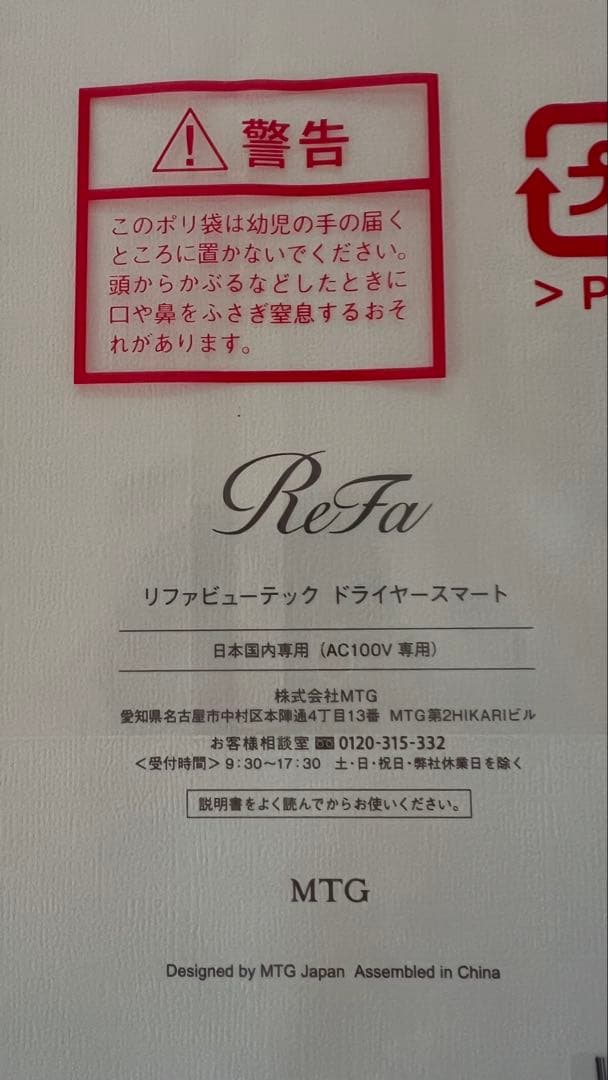 警告
このポリ袋は幼児の手の届く
ところに置かないでください。
頭からかぶるなどしたときに
口や鼻をふさぎ窒息するおそ
れがあります。
プ
> P
ReFa
リファビューテック ドライヤースマート
日本国内専用（AC100V 専用）
株式会社MTG
愛知県名古屋市中村区本陣通4丁目13番 MTG第2HIKARIビル
お客様相談室 0120-315-332
＜受付時間＞9：30〜17：30 土・日・祝日・弊社休業日を除く
説明書をよく読んでからお使いください。
MTG
Designed by MTG Japan Assembled in China